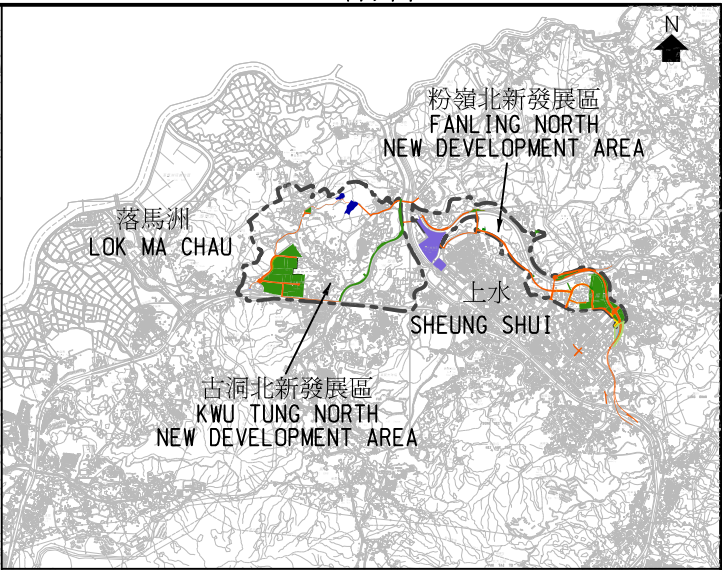 N
粉嶺北新發展區
FANLING NORTH
NEW DEVELOPMENT AREA
落馬洲
LOK MA CHAU
上水
SHEUNG SHUI
古洞北新發展區
KWU TUNG NORTH
NEW DEVELOPMENT AREA